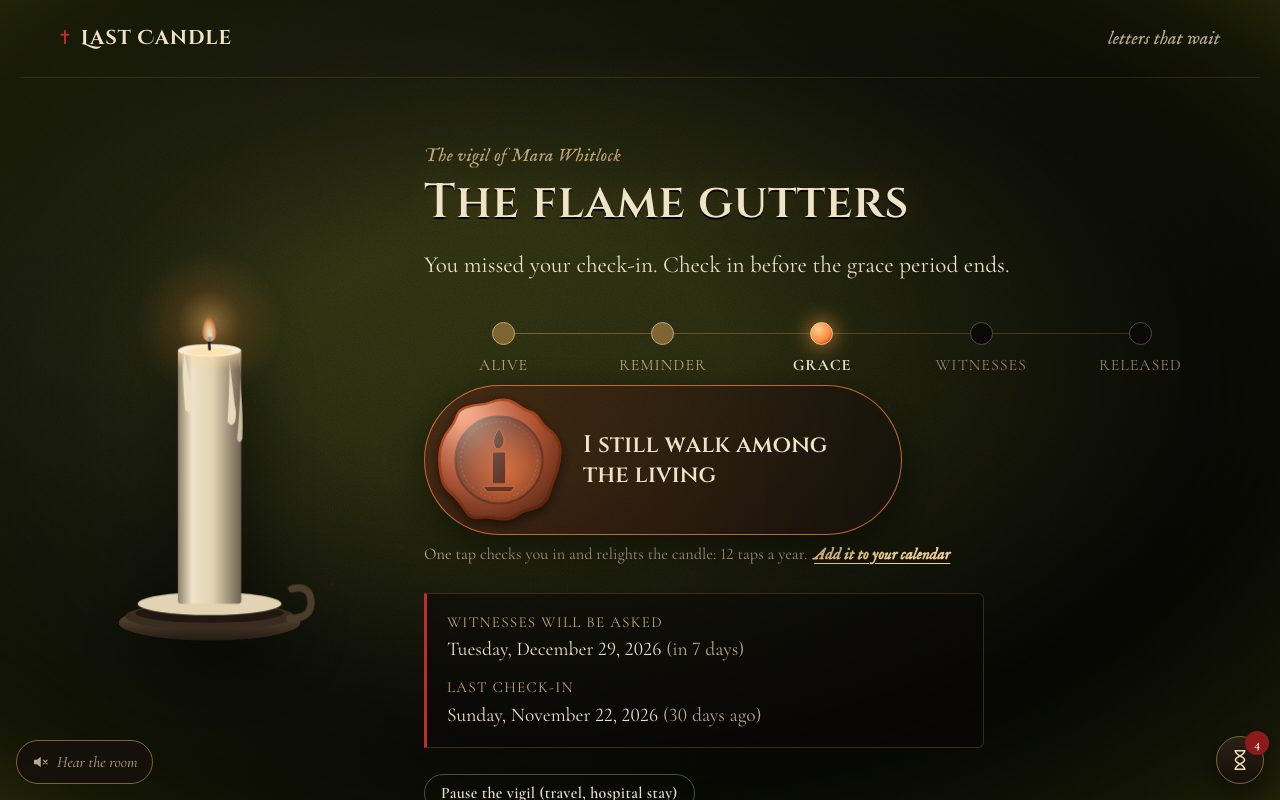 † LAST CANDLE
letters that wait
The vigil of Mara Whitlock
THE FLAME GUTTERS
You missed your check-in. Check in before the grace period ends.
ALIVE REMINDER GRACE WITNESSES RELEASED
I STILL WALK AMONG
THE LIVING
One tap checks you in and relights the candle: 12 taps a year. Add it to your calendar
WITNESSES WILL BE ASKED
Tuesday, December 29, 2026 (in 7 days)
LAST CHECK-IN
Sunday, November 22, 2026 (30 days ago)
Hear the room
4
Pause the vigil (travel, hospital stay)